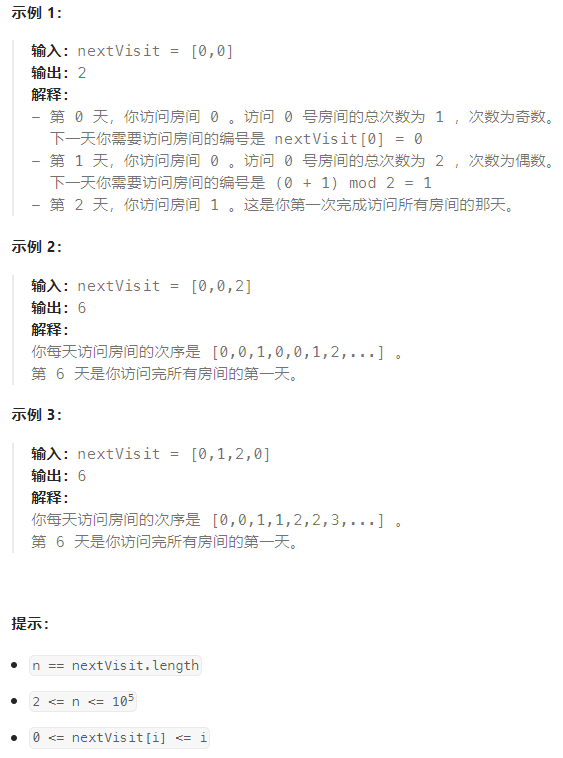 示例 1：
输入：nextVisit = [0,0]
输出：2
解释：
- 第 0 天，你访问房间 0 。访问 0 号房间的总次数为 1 ，次数为奇数。
下一天你需要访问房间的编号是 nextVisit[0] = 0
- 第 1 天，你访问房间 0 。访问 0 号房间的总次数为 2 ，次数为偶数。
下一天你需要访问房间的编号是 (0 + 1) mod 2 = 1
- 第 2 天，你访问房间 1 。这是你第一次完成访问所有房间的那天。
示例 2：
输入：nextVisit = [0,0,2]
输出：6
解释：
你每天访问房间的次序是 [0,0,1,0,0,1,2,...] 。
第 6 天是你访问完所有房间的第一天。
示例 3：
输入：nextVisit = [0,1,2,0]
输出：6
解释：
你每天访问房间的次序是 [0,0,1,1,2,2,3,...] 。
第 6 天是你访问完所有房间的第一天。
提示：
• n == nextVisit.length
• 2 <= n <= 10⁵
• 0 <= nextVisit[i] <= i